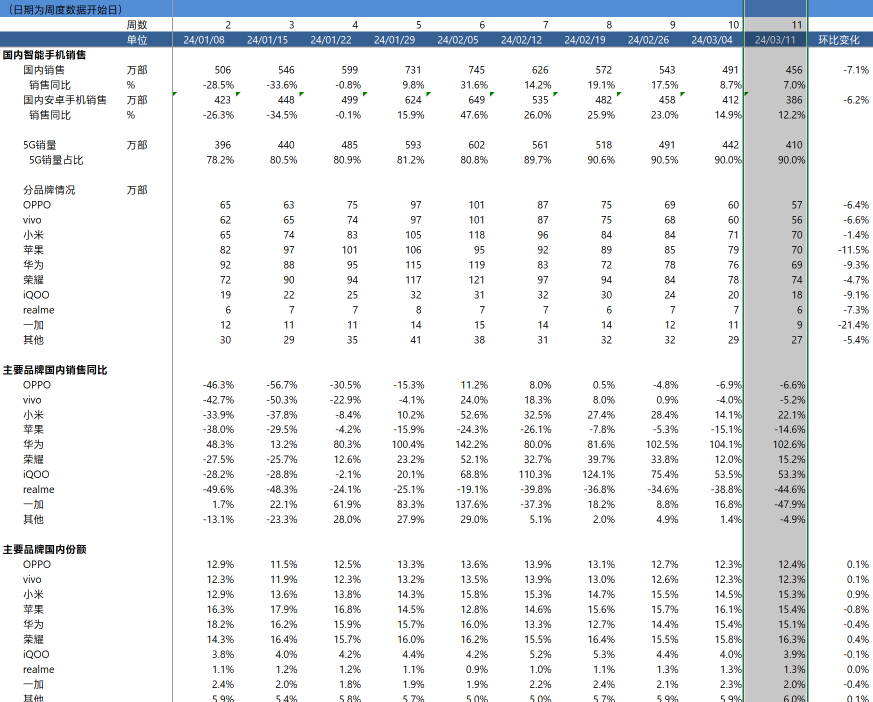 （日期为周度数据开始日）
周数 2 3 4 5 6 7 8 9 10 11
单位 24/01/08 24/01/15 24/01/22 24/01/29 24/02/05 24/02/12 24/02/19 24/02/26 24/03/04 24/03/11 环比变化
国内智能手机销售
国内销售 万部 506 546 599 731 745 626 572 543 491 456 -7.1%
销售同比 % -28.5% -33.6% -0.8% 9.8% 31.6% 14.2% 19.1% 17.5% 8.7% 7.0%
国内安卓手机销售 万部 423 448 499 624 649 535 482 458 412 386 -6.2%
销售同比 % -26.3% -34.5% -0.1% 15.9% 47.6% 26.0% 25.9% 23.0% 14.9% 12.2%
5G销量 万部 396 440 485 593 602 561 518 491 442 410
5G销量占比 78.2% 80.5% 80.9% 81.2% 80.8% 89.7% 90.6% 90.5% 90.0% 90.0%
分品牌情况 万部
OPPO 65 63 75 97 101 87 75 69 60 57 -6.4%
vivo 62 65 74 97 101 87 75 68 60 56 -6.6%
小米 65 74 83 105 118 96 84 84 71 70 -1.4%
苹果 82 97 101 106 95 92 89 85 79 70 -11.5%
华为 92 88 95 115 119 83 72 78 76 69 -9.3%
荣耀 72 90 94 117 121 97 94 84 78 74 -4.7%
iQOO 19 22 25 32 31 32 30 24 20 18 -9.1%
realme 6 7 7 8 7 7 6 7 7 6 -7.3%
一加 12 11 11 14 15 14 14 12 11 9 -21.4%
其他 30 29 35 41 38 31 32 32 29 27 -5.4%
主要品牌国内销售同比
OPPO -46.3% -56.7% -30.5% -15.3% 11.2% 8.0% 0.5% -4.8% -6.9% -6.6%
vivo -42.7% -50.3% -22.9% -4.1% 24.0% 18.3% 8.0% 0.9% -4.0% -5.2%
小米 -33.9% -37.8% -8.4% 10.2% 52.6% 32.5% 27.4% 28.4% 14.1% 22.1%
苹果 -38.0% -29.5% -4.2% -15.9% -24.3% -26.1% -7.8% -5.3% -15.1% -14.6%
华为 48.3% 13.2% 80.3% 100.4% 142.2% 80.0% 81.6% 102.5% 104.1% 102.6%
荣耀 -27.5% -25.7% 12.6% 23.2% 52.1% 32.7% 39.7% 33.8% 12.0% 15.2%
iQOO -28.2% -28.8% -2.1% 20.1% 68.8% 110.3% 124.1% 75.4% 53.5% 53.3%
realme -49.6% -48.3% -24.1% -25.1% -19.1% -39.8% -36.8% -34.6% -38.8% -44.6%
一加 1.7% 22.1% 61.9% 83.3% 137.6% -37.3% 18.2% 8.8% 16.8% -47.9%
其他 -13.1% -23.3% 28.0% 27.9% 29.0% 5.1% 2.0% 4.9% 1.4% -4.9%
主要品牌国内份额
OPPO 12.9% 11.5% 12.5% 13.3% 13.6% 13.9% 13.1% 12.7% 12.3% 12.4% 0.1%
vivo 12.3% 11.9% 12.3% 13.2% 13.5% 13.9% 13.0% 12.6% 12.3% 12.3% 0.1%
小米 12.9% 13.6% 13.8% 14.3% 15.8% 15.3% 14.7% 15.5% 14.5% 15.3% 0.9%
苹果 16.3% 17.9% 16.8% 14.5% 12.8% 14.6% 15.6% 15.7% 16.1% 15.4% -0.8%
华为 18.2% 16.2% 15.9% 15.7% 16.0% 13.3% 12.7% 14.4% 15.4% 15.1% -0.4%
荣耀 14.3% 16.4% 15.7% 16.0% 16.2% 15.5% 16.4% 15.5% 15.8% 16.3% 0.4%
iQOO 3.8% 4.0% 4.2% 4.4% 4.2% 5.2% 5.3% 4.4% 4.0% 3.9% -0.1%
realme 1.1% 1.2% 1.2% 1.1% 0.9% 1.0% 1.1% 1.3% 1.3% 1.3% 0.0%
一加 2.4% 2.0% 1.8% 1.9% 1.9% 2.2% 2.4% 2.1% 2.3% 2.0% -0.4%
其他 5.9% 5.4% 5.8% 5.7% 5.0% 5.0% 5.7% 5.9% 5.9% 6.0% 0.1%